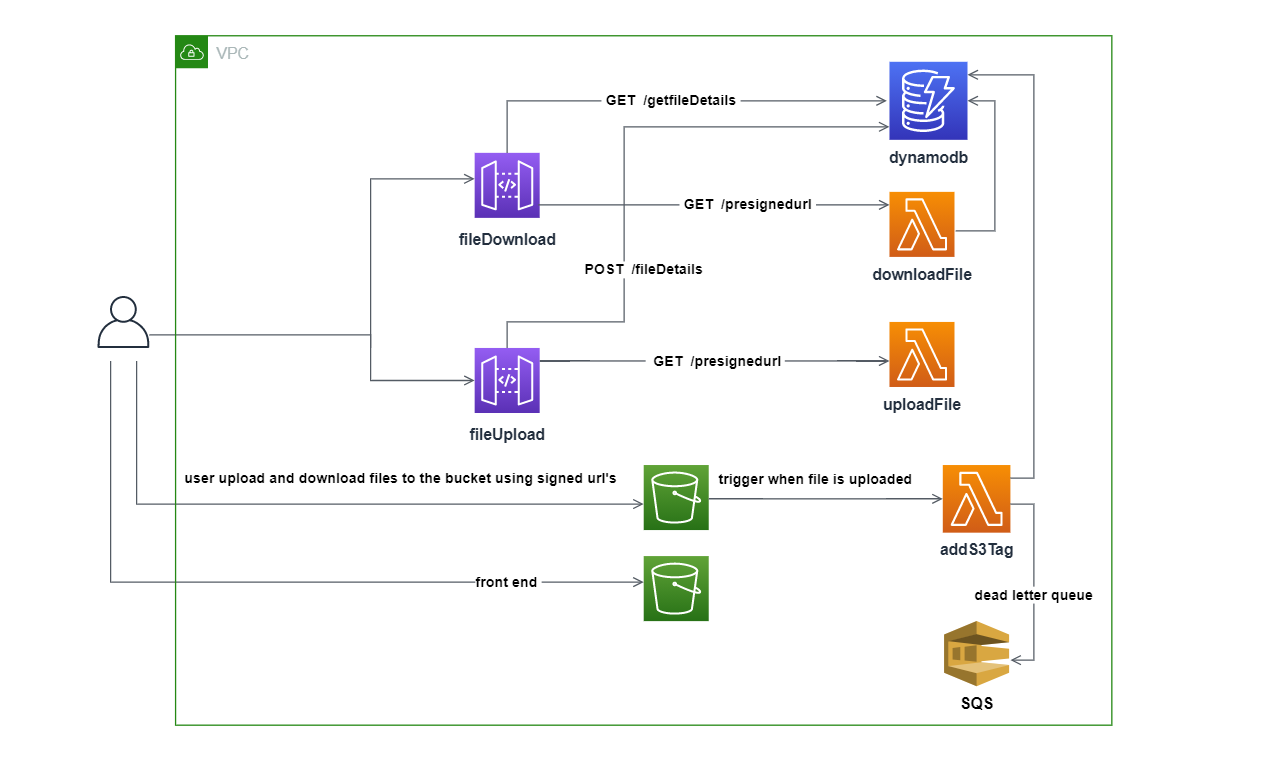 VPC
GET /getfileDetails
dynamodb
GET /presignedurl
fileDownload
POST /fileDetails
downloadFile
GET /presignedurl
uploadFile
fileUpload
user upload and download files to the bucket using signed url's
trigger when file is uploaded
addS3Tag
front end
dead letter queue
SQS